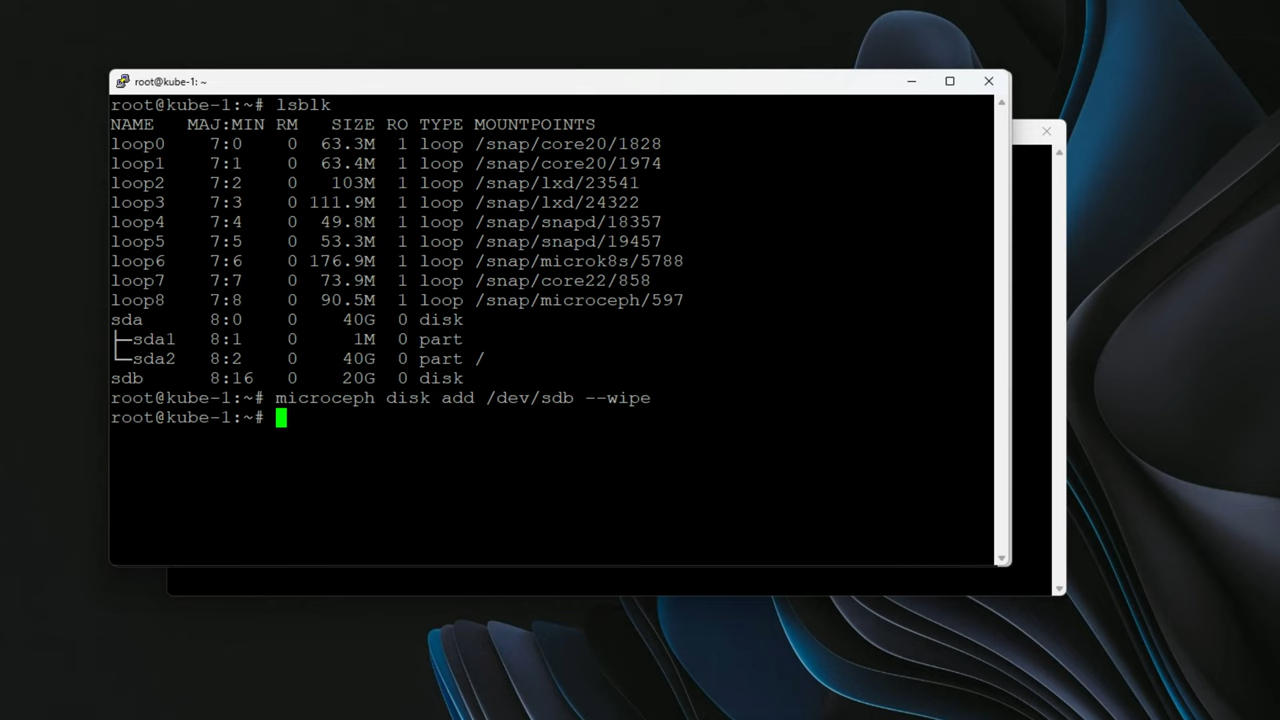 root@kube-1: ~
root@kube-1:~# lsblk
NAME   MAJ:MIN RM   SIZE RO TYPE MOUNTPOINTS
loop0    7:0    0  63.3M  1 loop /snap/core20/1828
loop1    7:1    0  63.4M  1 loop /snap/core20/1974
loop2    7:2    0   103M  1 loop /snap/lxd/23541
loop3    7:3    0 111.9M  1 loop /snap/lxd/24322
loop4    7:4    0  49.8M  1 loop /snap/snapd/18357
loop5    7:5    0  53.3M  1 loop /snap/snapd/19457
loop6    7:6    0 176.9M  1 loop /snap/microk8s/5788
loop7    7:7    0  73.9M  1 loop /snap/core22/858
loop8    7:8    0  90.5M  1 loop /snap/microceph/597
sda      8:0    0    40G  0 disk
├─sda1   8:1    0     1M  0 part
└─sda2   8:2    0    40G  0 part /
sdb      8:16   0    20G  0 disk
root@kube-1:~# microceph disk add /dev/sdb --wipe
root@kube-1:~#